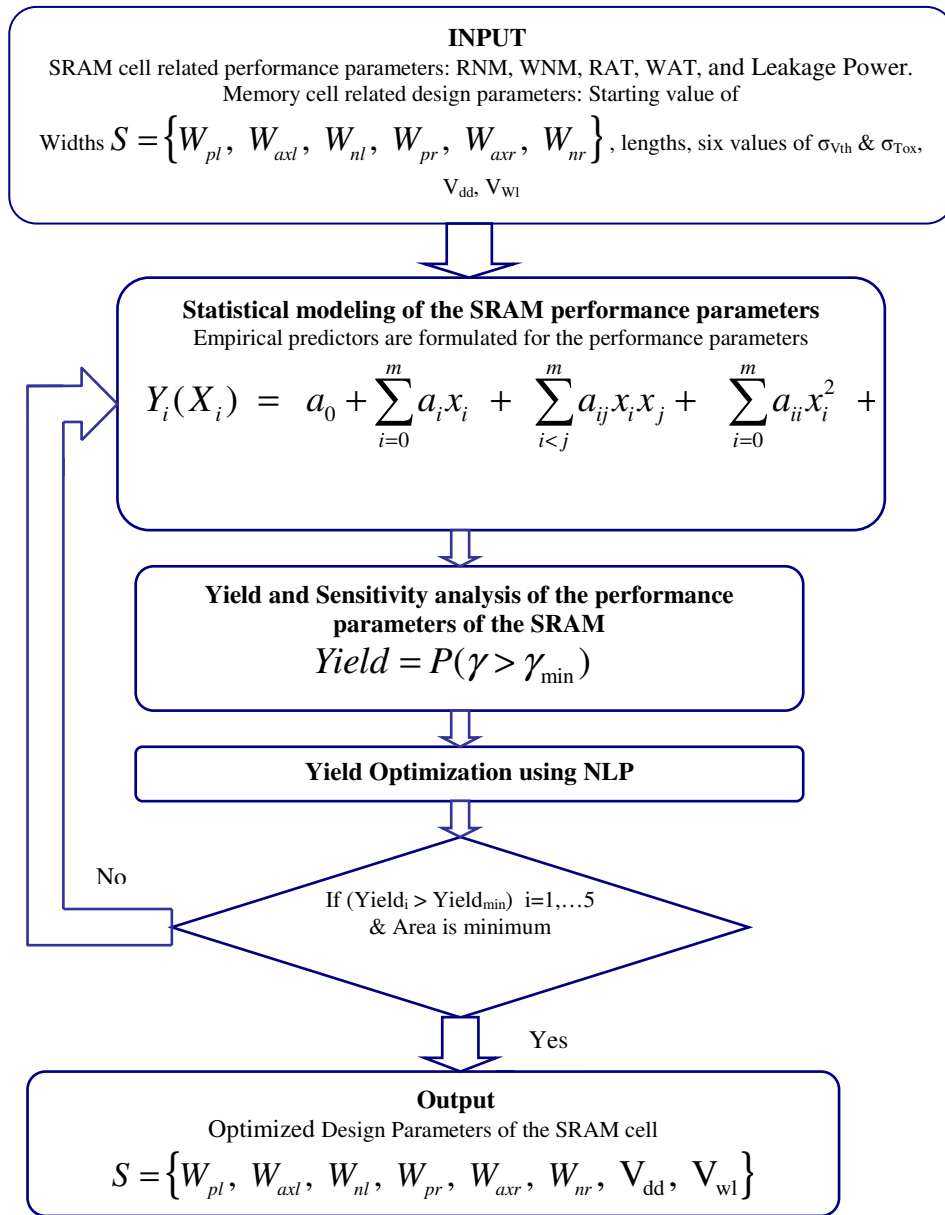 INPUT
SRAM cell related performance parameters: RNM, WNM, RAT, WAT, and Leakage Power.
Memory cell related design parameters: Starting value of
Widths S = {W_pl, W_axl, W_nl, W_pr, W_axr, W_nr} , lengths, six values of σ_Vth & σ_Tox,
V_dd, V_Wl
Statistical modeling of the SRAM performance parameters
Empirical predictors are formulated for the performance parameters
Y_i(X_i) = a_0 + ∑_{i=0}^{m} a_i x_i + ∑_{i<j}^{m} a_ij x_i x_j + ∑_{i=0}^{m} a_ii x_i^2 +
Yield and Sensitivity analysis of the performance
parameters of the SRAM
Yield = P(γ > γ_min)
Yield Optimization using NLP
No
If (Yield_i > Yield_min) i=1,…5
& Area is minimum
Yes
Output
Optimized Design Parameters of the SRAM cell
S = {W_pl, W_axl, W_nl, W_pr, W_axr, W_nr, V_dd, V_wl}